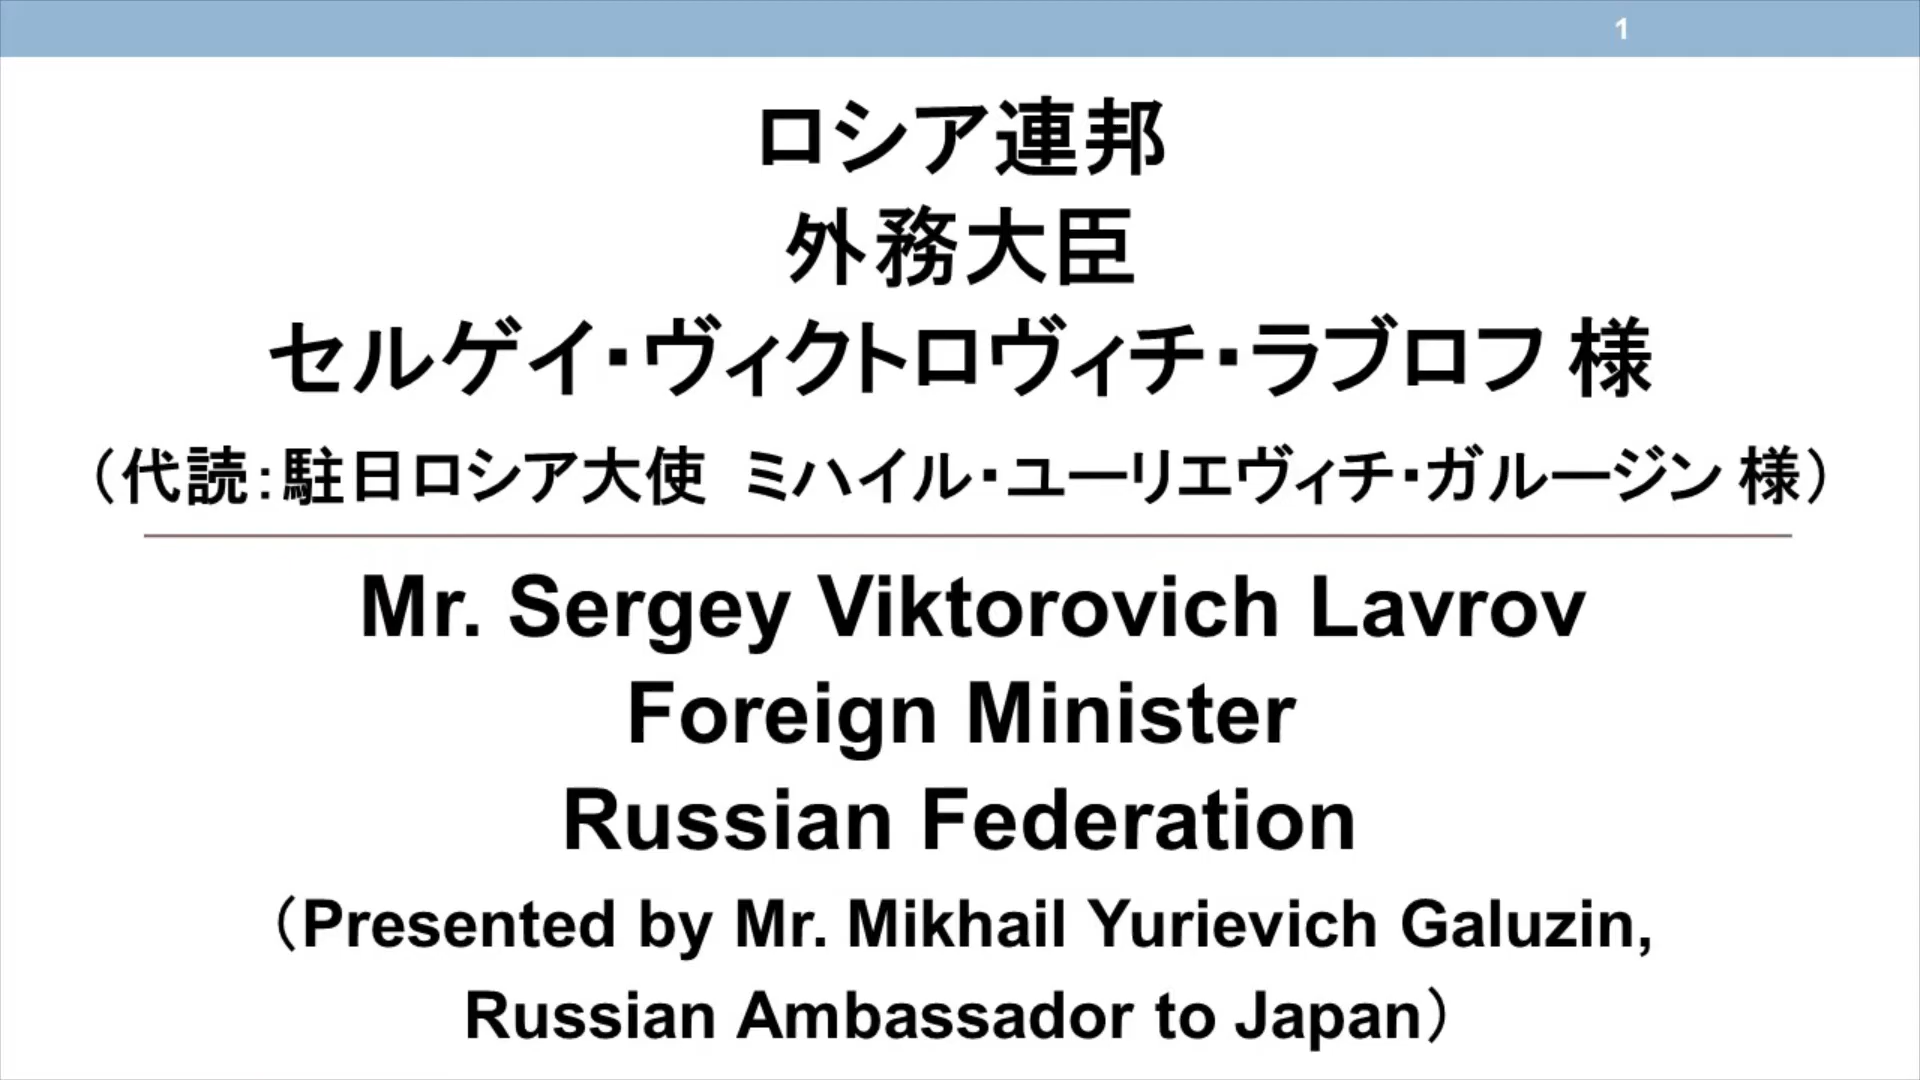 1
ロシア連邦
外務大臣
セルゲイ・ヴィクトロヴィチ・ラブロフ 様
（代読：駐日ロシア大使　ミハイル・ユーリエヴィチ・ガルージン 様）
Mr. Sergey Viktorovich Lavrov
Foreign Minister
Russian Federation
（Presented by Mr. Mikhail Yurievich Galuzin,
Russian Ambassador to Japan）